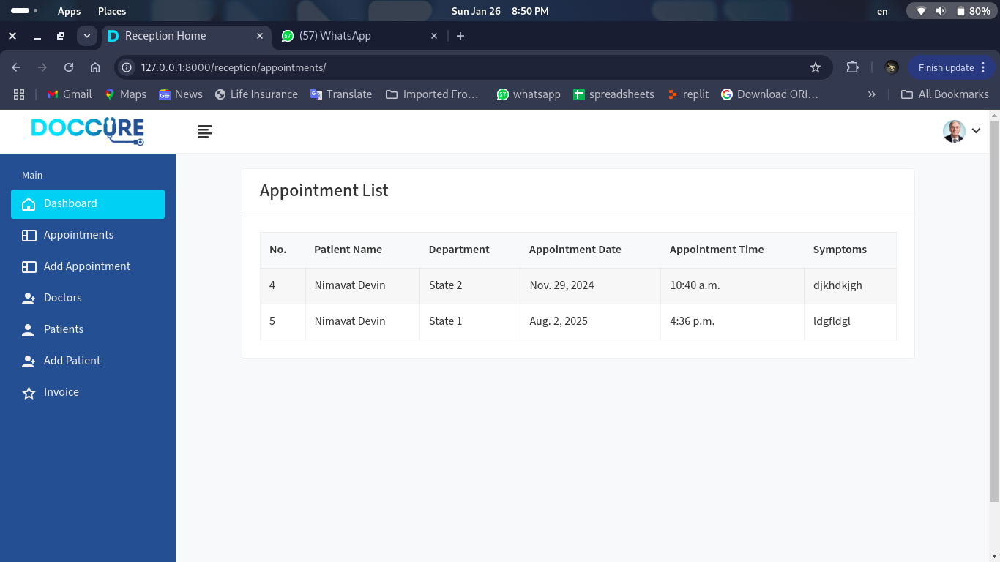 Apps Places Sun Jan 26 8:50 PM en 80%
Reception Home 57 (57) WhatsApp
127.0.0.1:8000/reception/appointments/ Finish update
Gmail Maps News Life Insurance Translate Imported Fro... whatsapp spreadsheets replit Download ORI... All Bookmarks
DOCCURE
Main
Dashboard
Appointments
Add Appointment
Doctors
Patients
Add Patient
Invoice
Appointment List
No. Patient Name Department Appointment Date Appointment Time Symptoms
4 Nimavat Devin State 2 Nov. 29, 2024 10:40 a.m. djkhdkjgh
5 Nimavat Devin State 1 Aug. 2, 2025 4:36 p.m. ldgfldgl